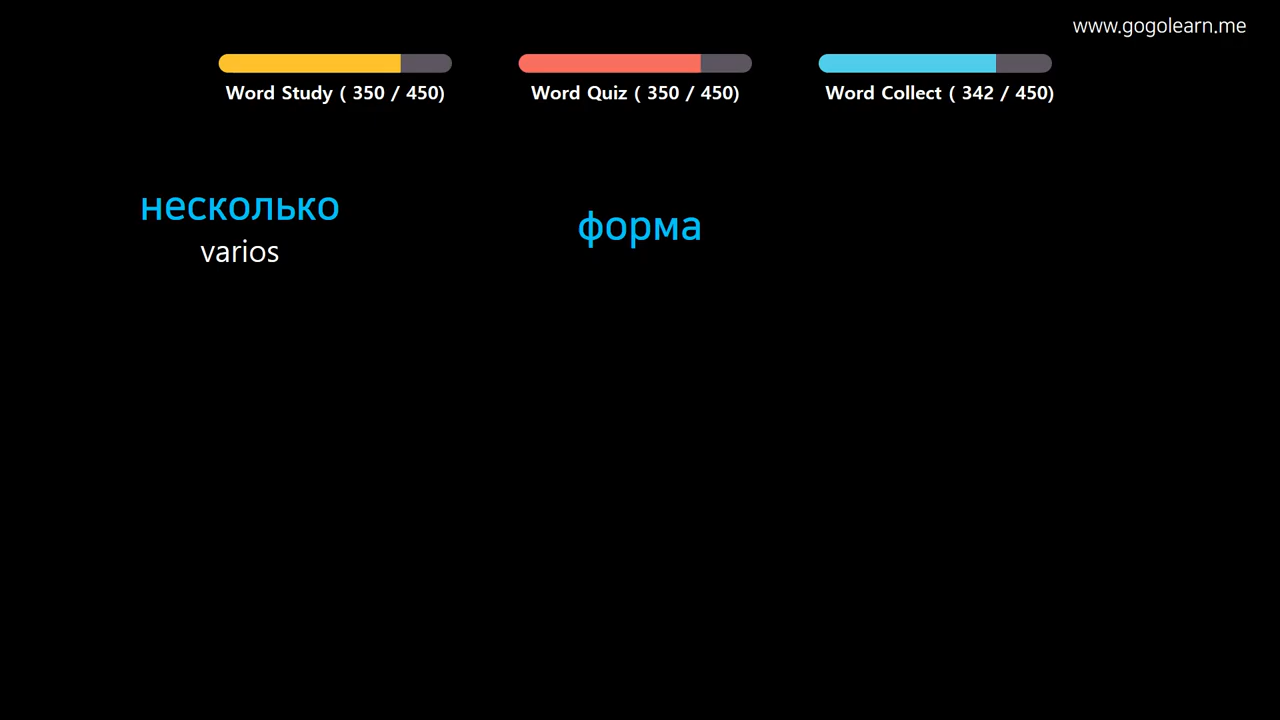 www.gogolearn.me
Word Study ( 350 / 450)
Word Quiz ( 350 / 450)
Word Collect ( 342 / 450)
несколько
varios
форма